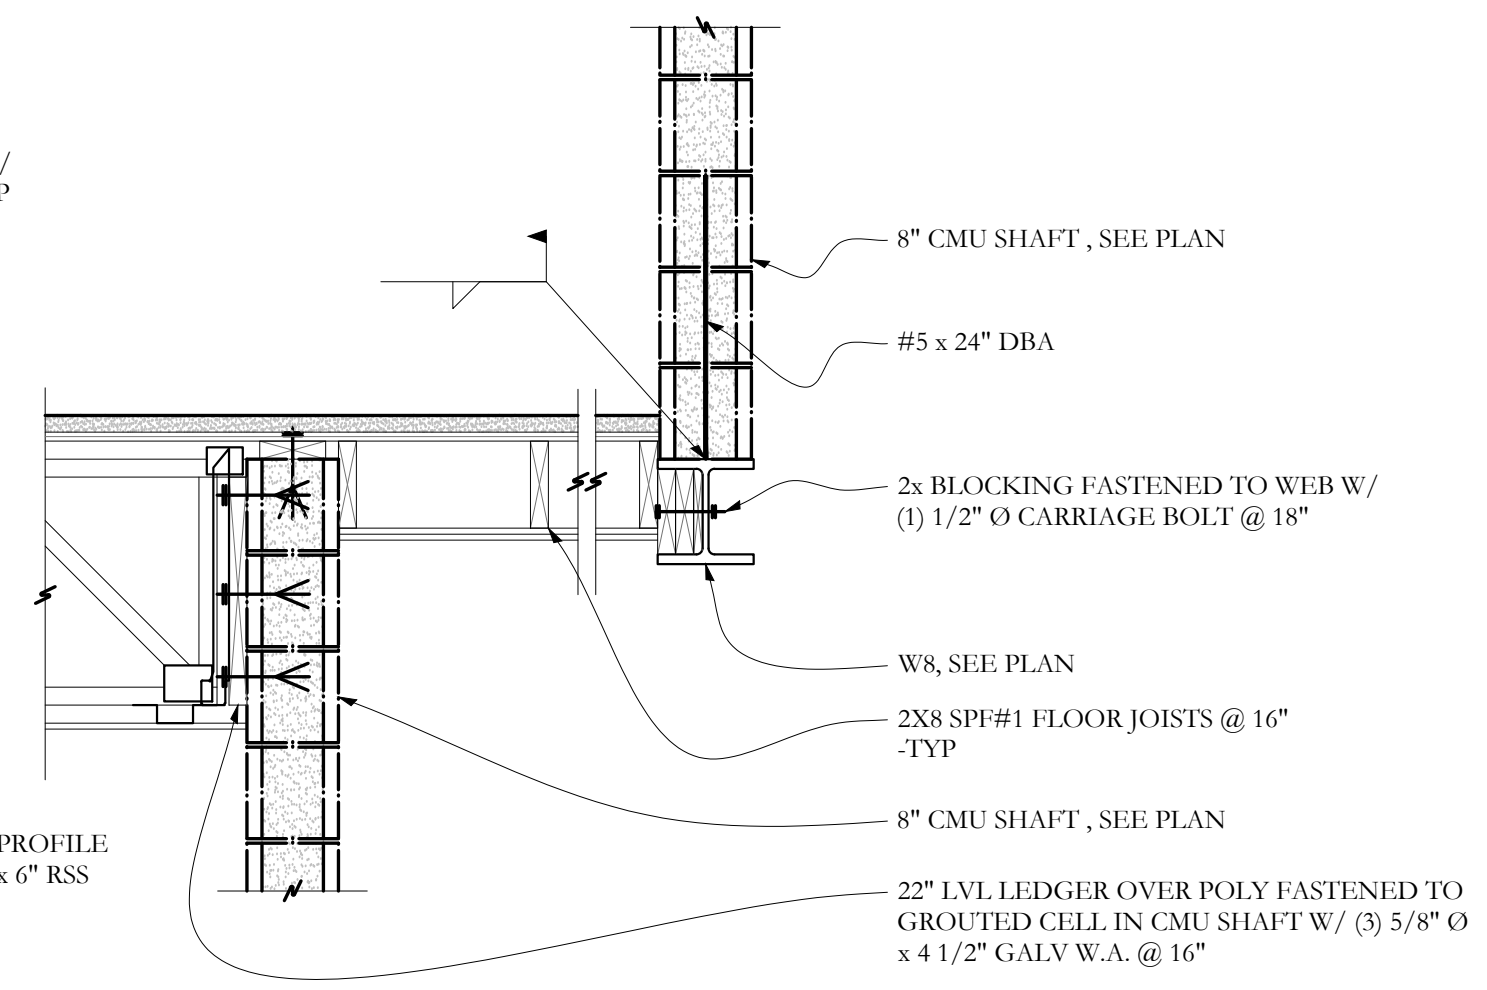 /
P
8" CMU SHAFT , SEE PLAN
#5 x 24" DBA
2x BLOCKING FASTENED TO WEB W/
(1) 1/2" Ø CARRIAGE BOLT @ 18"
W8, SEE PLAN
2X8 SPF#1 FLOOR JOISTS @ 16"
-TYP
8" CMU SHAFT , SEE PLAN
PROFILE
x 6" RSS
22" LVL LEDGER OVER POLY FASTENED TO
GROUTED CELL IN CMU SHAFT W/ (3) 5/8" Ø
x 4 1/2" GALV W.A. @ 16"